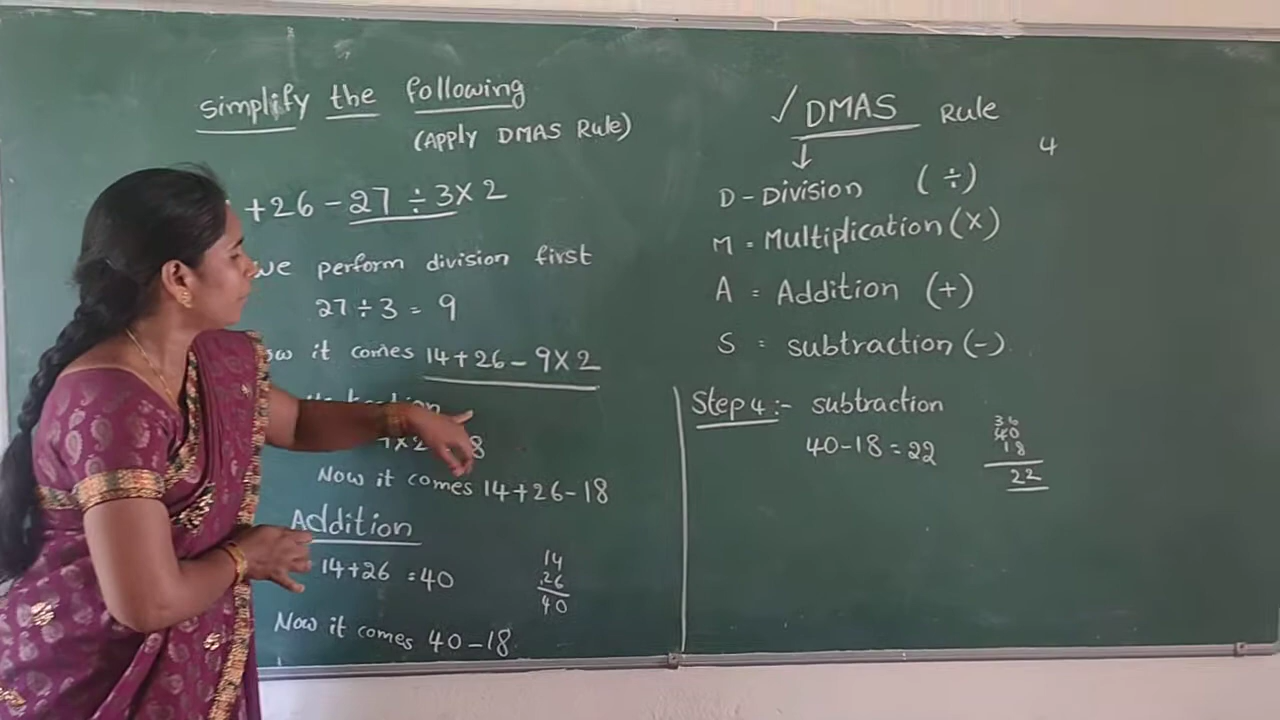 simplify the following
(Apply DMAS Rule)
+26 - 27 ÷ 3 x 2
we perform division first
27 ÷ 3 = 9
ow it comes 14+26 - 9 x 2
8
Now it comes 14+26-18
Addition
14+26 = 40
14
26
40
Now it comes 40-18
✓ DMAS Rule
4
D - Division (÷)
M = Multiplication (x)
A = Addition (+)
S = subtraction (-)
Step 4 :- subtraction
40-18 = 22
40
18
22